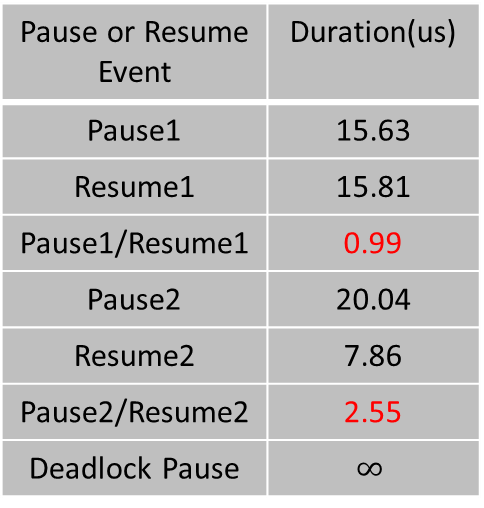 Pause or Resume Duration(us)
Event
Pause1 15.63
Resume1 15.81
Pause1/Resume1 0.99
Pause2 20.04
Resume2 7.86
Pause2/Resume2 2.55
Deadlock Pause ∞